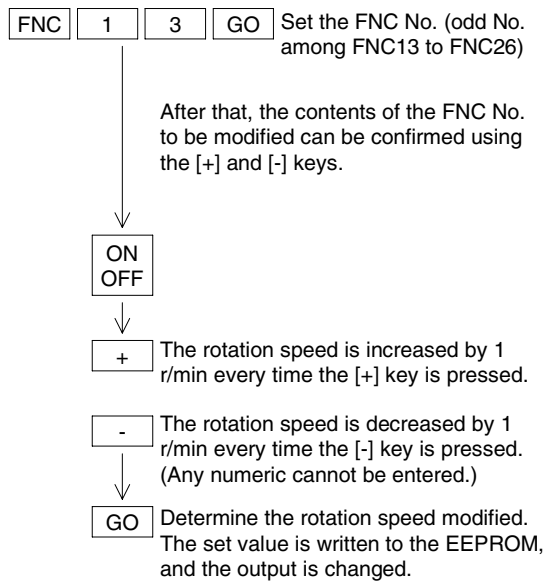 FNC 1 3 GO Set the FNC No. (odd No.
among FNC13 to FNC26)
After that, the contents of the FNC No.
to be modified can be confirmed using
the [+] and [-] keys.
ON
OFF
+ The rotation speed is increased by 1
r/min every time the [+] key is pressed.
- The rotation speed is decreased by 1
r/min every time the [-] key is pressed.
(Any numeric cannot be entered.)
GO Determine the rotation speed modified.
The set value is written to the EEPROM,
and the output is changed.